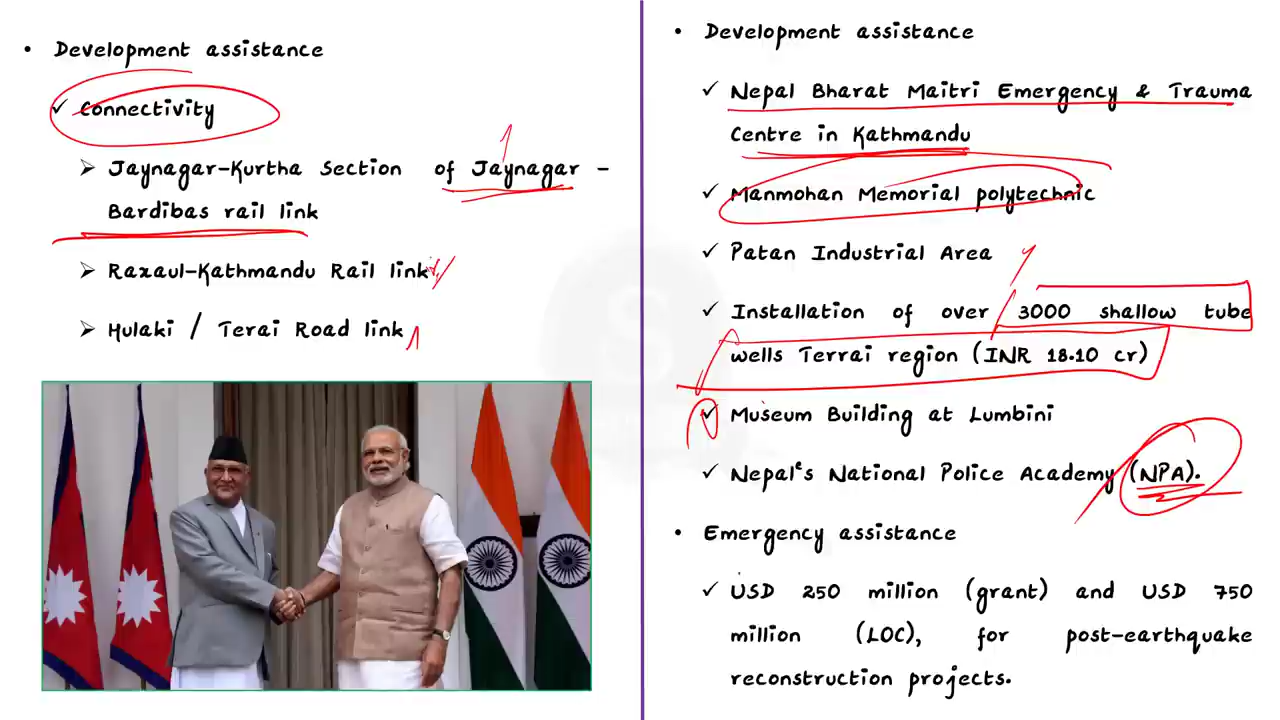 • Development assistance
✓ Connectivity
➢ Jaynagar-Kurtha Section of Jaynagar -
Bardibas rail link
➢ Raxaul-Kathmandu Rail link
➢ Hulaki / Terai Road link
• Development assistance
✓ Nepal Bharat Maitri Emergency & Trauma
Centre in Kathmandu
✓ Manmohan Memorial polytechnic
✓ Patan Industrial Area
✓ Installation of over 3000 shallow tube
wells Terrai region (INR 18.10 cr)
✓ Museum Building at Lumbini
✓ Nepal's National Police Academy (NPA).
• Emergency assistance
✓ USD 250 million (grant) and USD 750
million (LOC), for post-earthquake
reconstruction projects.